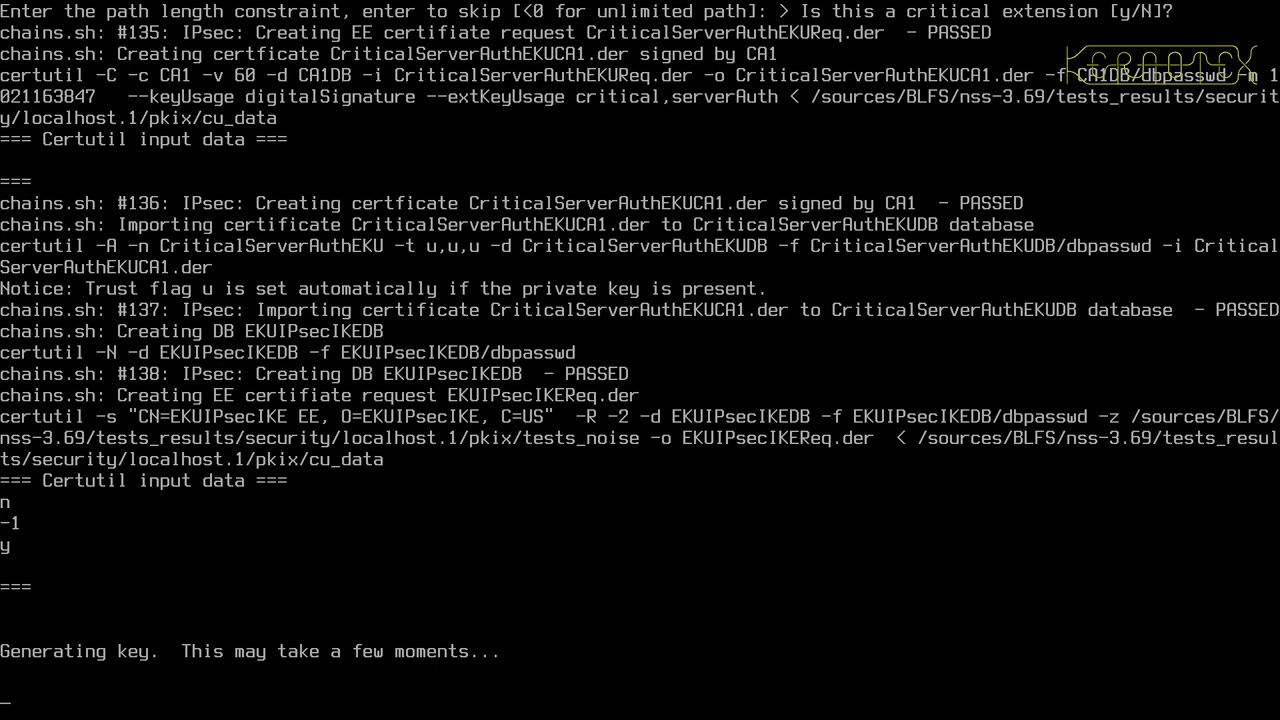 Enter the path length constraint, enter to skip [<0 for unlimited path]: > Is this a critical extension [y/N]?
chains.sh: #135: IPsec: Creating EE certifiate request CriticalServerAuthEKUReq.der  - PASSED
chains.sh: Creating certficate CriticalServerAuthEKUCA1.der signed by CA1
certutil -C -c CA1 -v 60 -d CA1DB -i CriticalServerAuthEKUReq.der -o CriticalServerAuthEKUCA1.der -f CA1DB/dbpasswd -m 1
021163847   --keyUsage digitalSignature --extKeyUsage critical,serverAuth < /sources/BLFS/nss-3.69/tests_results/securit
y/localhost.1/pkix/cu_data
=== Certutil input data ===
===
chains.sh: #136: IPsec: Creating certficate CriticalServerAuthEKUCA1.der signed by CA1  - PASSED
chains.sh: Importing certificate CriticalServerAuthEKUCA1.der to CriticalServerAuthEKUDB database
certutil -A -n CriticalServerAuthEKU -t u,u,u -d CriticalServerAuthEKUDB -f CriticalServerAuthEKUDB/dbpasswd -i Critical
ServerAuthEKUCA1.der
Notice: Trust flag u is set automatically if the private key is present.
chains.sh: #137: IPsec: Importing certificate CriticalServerAuthEKUCA1.der to CriticalServerAuthEKUDB database  - PASSED
chains.sh: Creating DB EKUIPsecIKEDB
certutil -N -d EKUIPsecIKEDB -f EKUIPsecIKEDB/dbpasswd
chains.sh: #138: IPsec: Creating DB EKUIPsecIKEDB  - PASSED
chains.sh: Creating EE certifiate request EKUIPsecIKEReq.der
certutil -s "CN=EKUIPsecIKE EE, O=EKUIPsecIKE, C=US"  -R -2 -d EKUIPsecIKEDB -f EKUIPsecIKEDB/dbpasswd -z /sources/BLFS/
nss-3.69/tests_results/security/localhost.1/pkix/tests_noise -o EKUIPsecIKEReq.der  < /sources/BLFS/nss-3.69/tests_resul
ts/security/localhost.1/pkix/cu_data
=== Certutil input data ===
n
-1
y
===
Generating key.  This may take a few moments...